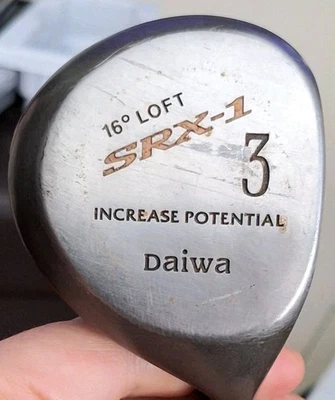 16° LOFT
SRX-1
3
INCREASE POTENTIAL
Daiwa